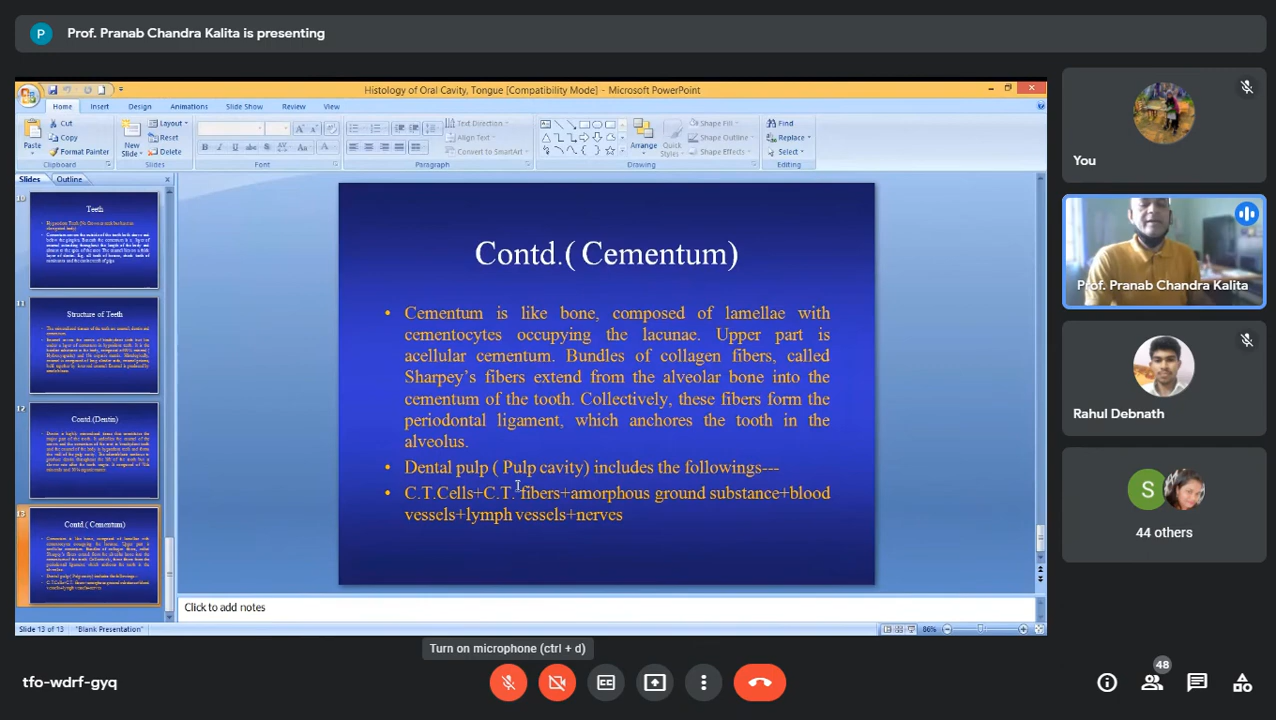 P Prof. Pranab Chandra Kalita is presenting
Histology of Oral Cavity, Tongue [Compatibility Mode] - Microsoft PowerPoint
Home Insert Design Animations Slide Show Review View
Paste
Cut
Copy
Format Painter
Clipboard
New Slide
Layout
Reset
Delete
Slides
Font
Text Direction
Align Text
Convert to SmartArt
Paragraph
Arrange
Quick Styles
Shape Fill
Shape Outline
Shape Effects
Drawing
Find
Replace
Select
Editing
Slides Outline
10
Teeth
11
Structure of Teeth
12
Contd.(Dentin)
13
Contd.( Cementum)
Contd.( Cementum)
• Cementum is like bone, composed of lamellae with
cementocytes occupying the lacunae. Upper part is
acellular cementum. Bundles of collagen fibers, called
Sharpey's fibers extend from the alveolar bone into the
cementum of the tooth. Collectively, these fibers form the
periodontal ligament, which anchores the tooth in the
alveolus.
• Dental pulp ( Pulp cavity) includes the followings---
• C.T.Cells+C.T. fibers+amorphous ground substance+blood
vessels+lymph vessels+nerves
Click to add notes
Slide 13 of 13 "Blank Presentation" 86%
Turn on microphone (ctrl + d)
tfo-wdrf-gyq
48
You
Prof. Pranab Chandra Kalita
Rahul Debnath
S
44 others